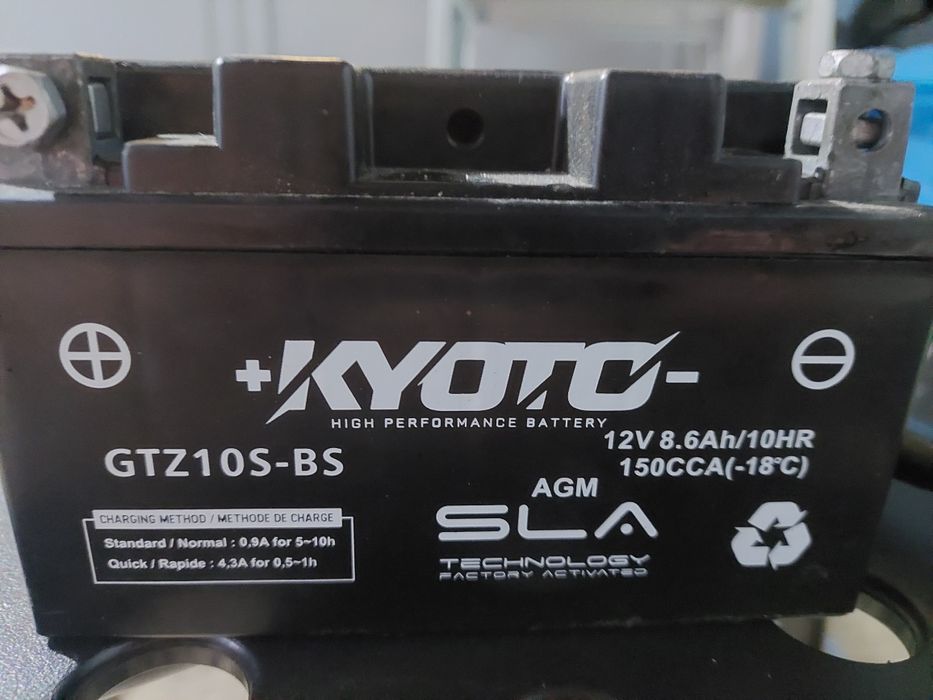 +KYOTO-
HIGH PERFORMANCE BATTERY
12V 8.6Ah/10HR
GTZ10S-BS
150CCA(-18°C)
AGM
SLA
TECHNOLOGY
FACTORY ACTIVATED
CHARGING METHOD / METHODE DE CHARGE
Standard / Normal : 0,9A for 5~10h
Quick / Rapide : 4,3A for 0,5~1h